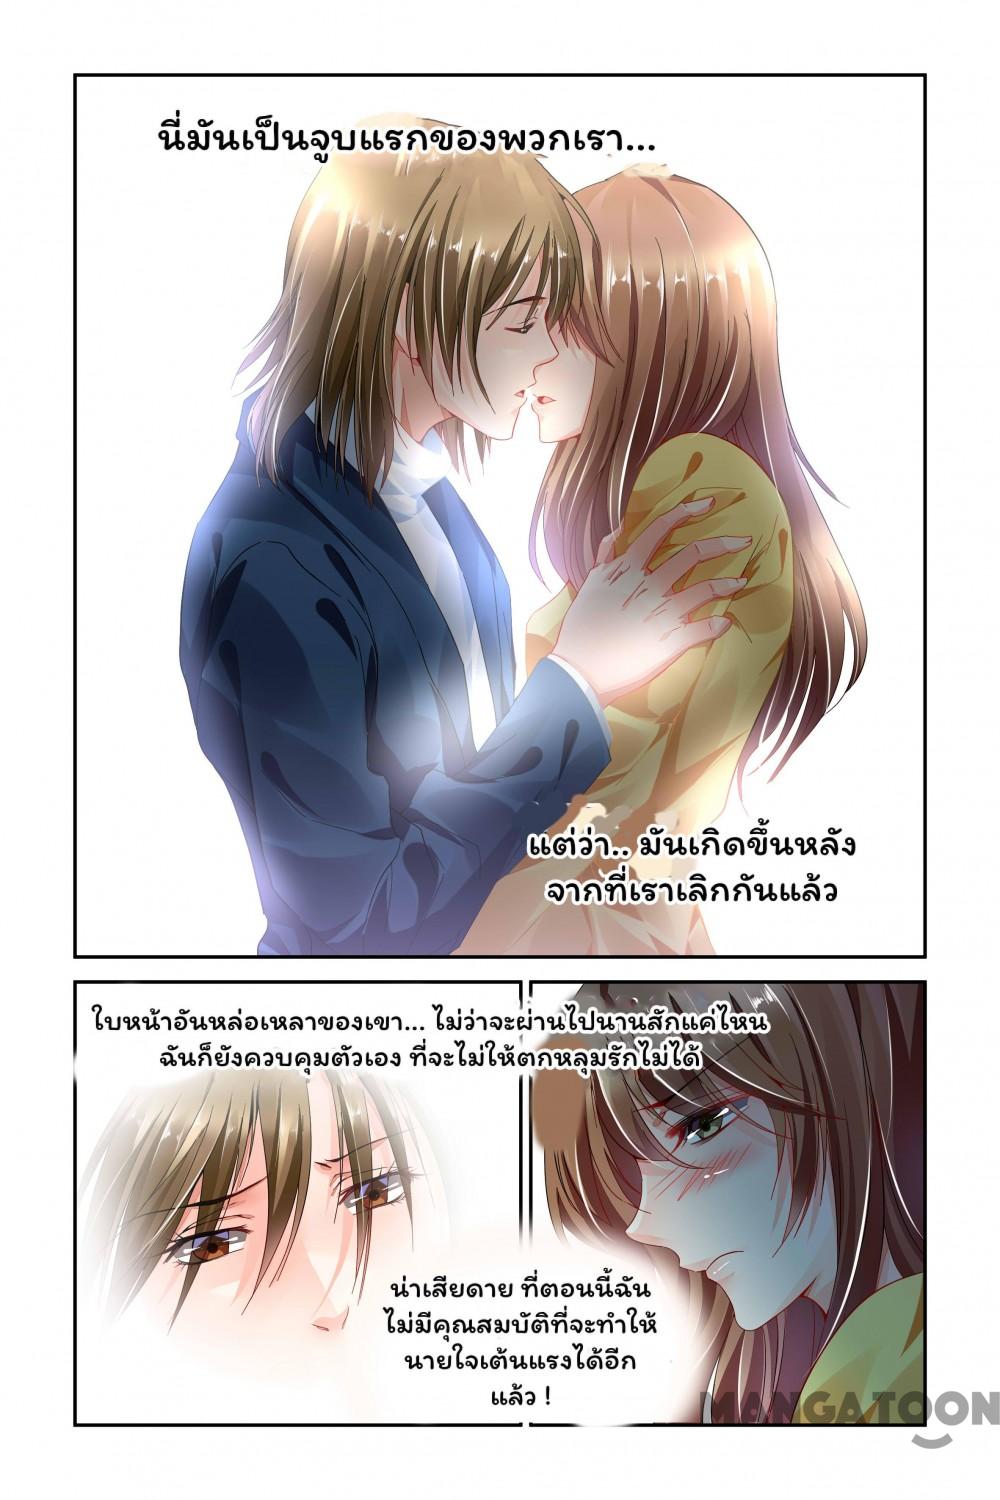 นี่มันเป็นจูบแรกของพวกเรา...
แต่ว่า.. มันเกิดขึ้นหลัง
จากที่เราเลิกกันแล้ว
ใบหน้าอันหล่อเหลาของเขา... ไม่ว่าจะผ่านไปนานสักแค่ไหน
ฉันก็ยังควบคุมตัวเอง ที่จะไม่ให้ตกหลุมรักไม่ได้
น่าเสียดาย ที่ตอนนี้ฉัน
ไม่มีคุณสมบัติที่จะทำให้
นายใจเต้นแรงได้อีก
แล้ว !
MANGATOON